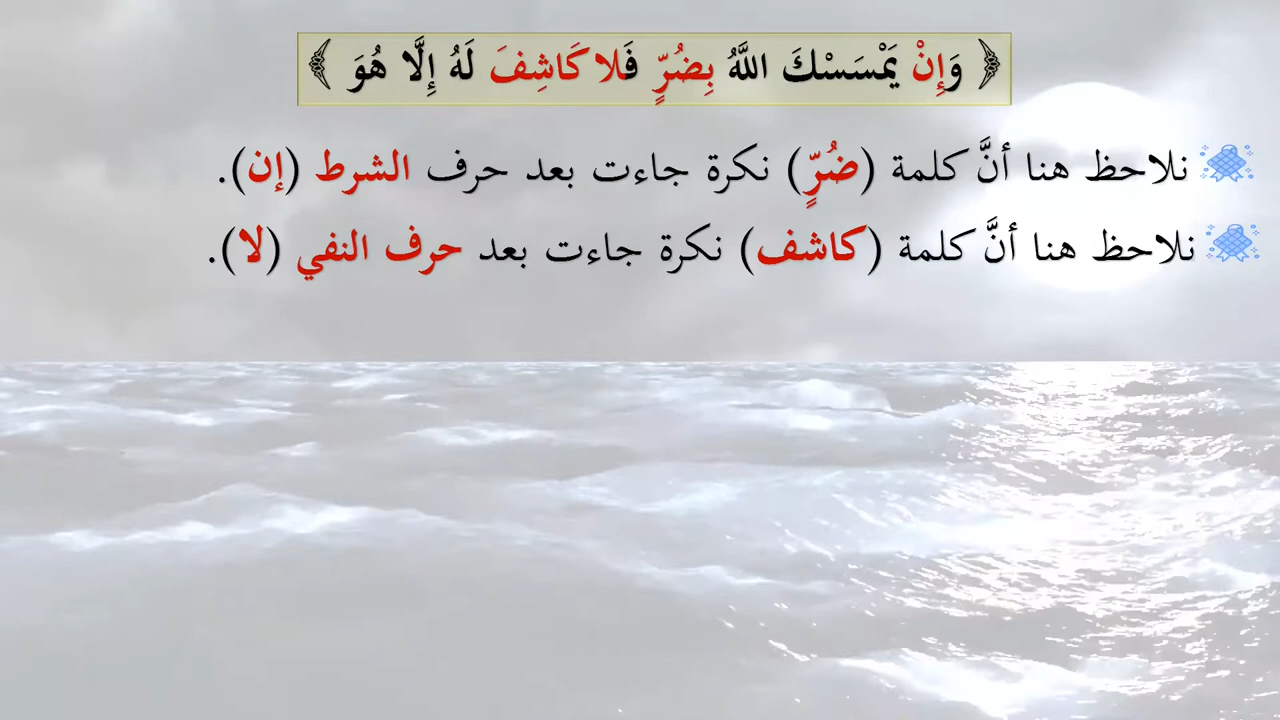 ﴿ وَإِنْ يَمْسَسْكَ اللَّهُ بِضُرٍّ فَلا كَاشِفَ لَهُ إِلَّا هُوَ ﴾
نلاحظ هنا أنَّ كلمة (ضُرٍّ) نكرة جاءت بعد حرف الشرط (إن).
نلاحظ هنا أنَّ كلمة (كاشف) نكرة جاءت بعد حرف النفي (لا).